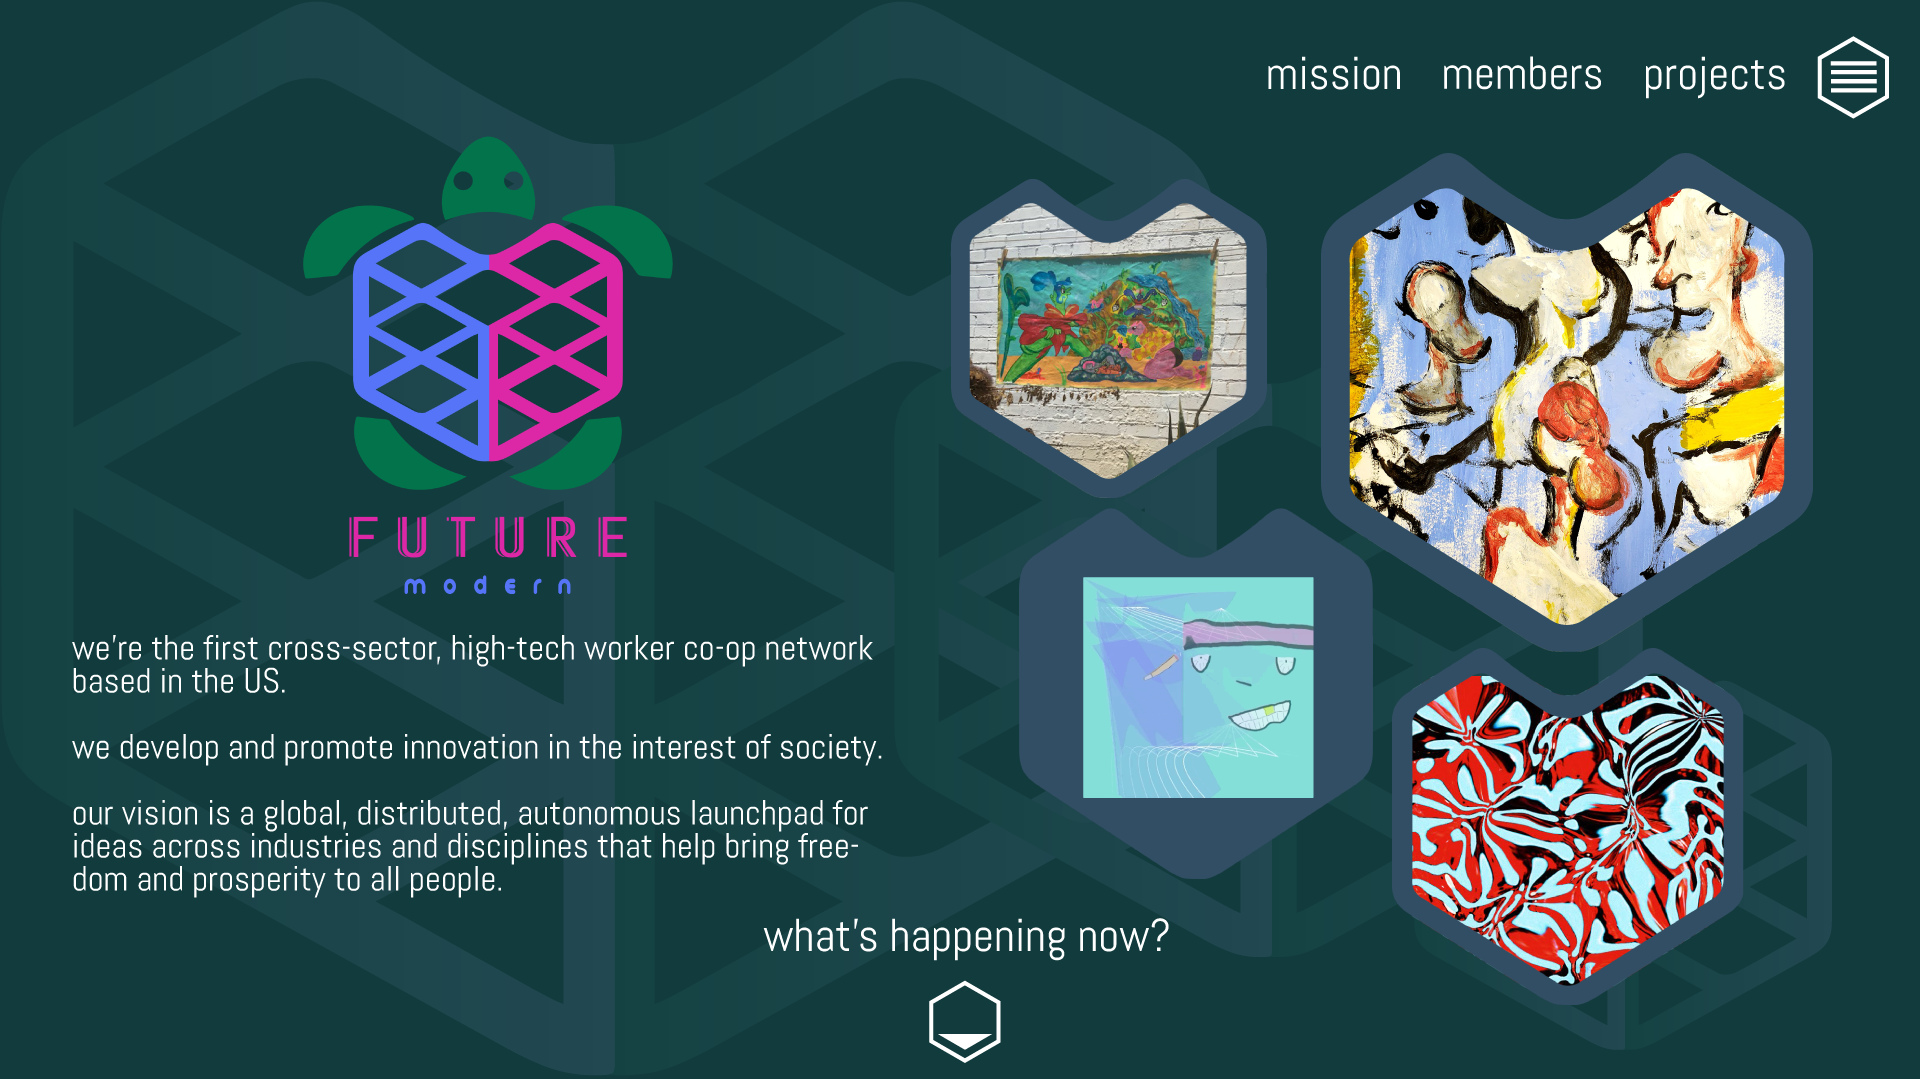 mission members projects
FUTURE
modern
we're the first cross-sector, high-tech worker co-op network
based in the US.
we develop and promote innovation in the interest of society.
our vision is a global, distributed, autonomous launchpad for
ideas across industries and disciplines that help bring free-
dom and prosperity to all people.
what's happening now?